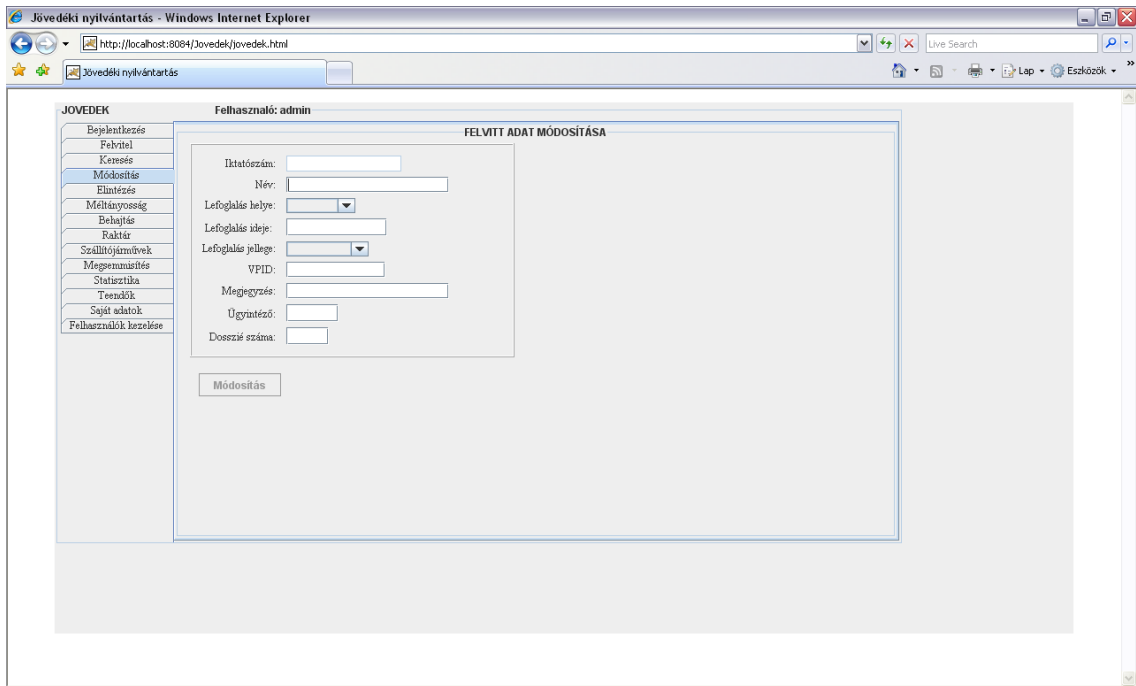 Jövedéki nyilvántartás - Windows Internet Explorer
http://localhost:8084/Jovedek/jovedek.html
Live Search
Jövedéki nyilvántartás
Lap
Eszközök
»
JOVEDEK
Felhasznaló: admin
Bejelentkezés
Felvitel
Keresés
Módosítás
Elintézés
Méltányosság
Behajtás
Raktár
Szállítójárművek
Megsemmisítés
Statisztika
Teendők
Saját adatok
Felhasználók kezelése
FELVITT ADAT MÓDOSÍTÁSA
Iktatószám:
Név:
Lefoglalás helye:
Lefoglalás ideje:
Lefoglalás jellege:
VPID:
Megjegyzés:
Ügyintéző:
Dosszié száma:
Módosítás